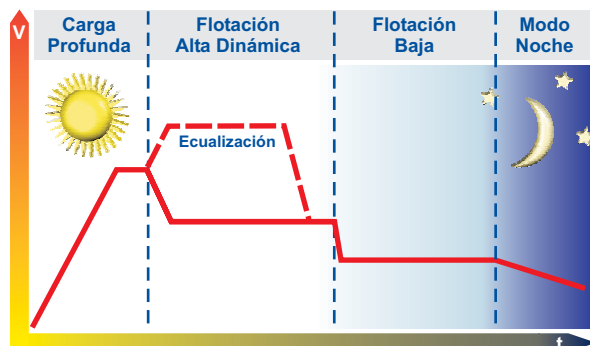 V
Carga
Profunda
Flotación
Alta Dinámica
Flotación
Baja
Modo
Noche
Ecualización
t